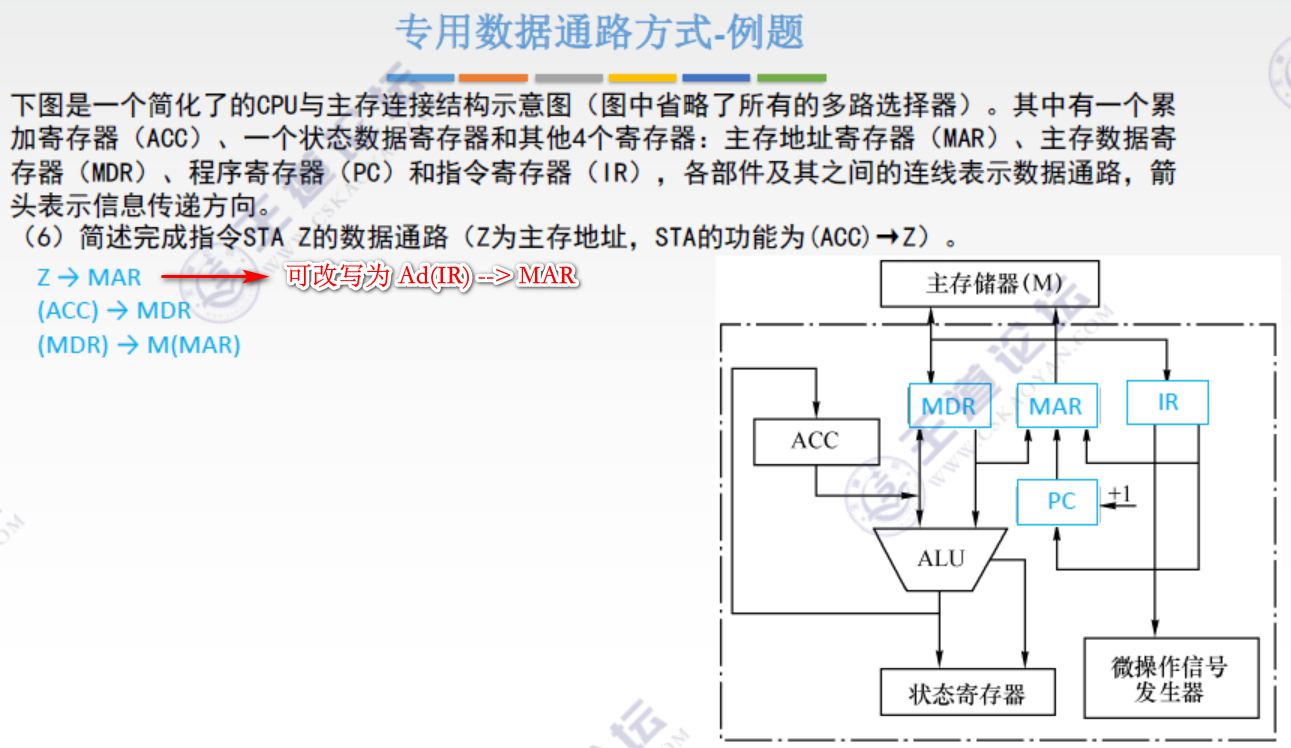 专用数据通路方式-例题
下图是一个简化了的CPU与主存连接结构示意图（图中省略了所有的多路选择器）。其中有一个累
加寄存器（ACC）、一个状态数据寄存器和其他4个寄存器：主存地址寄存器（MAR）、主存数据寄
存器（MDR）、程序寄存器（PC）和指令寄存器（IR），各部件及其之间的连线表示数据通路，箭
头表示信息传递方向。
（6）简述完成指令STA Z的数据通路（Z为主存地址，STA的功能为(ACC)→Z）。
Z → MAR
可改写为 Ad(IR) --> MAR
(ACC) → MDR
(MDR) → M(MAR)
主存储器(M)
MDR
MAR
IR
ACC
PC
+1
ALU
状态寄存器
微操作信号
发生器
王道论坛
WWW.CSKAOYAN.COM